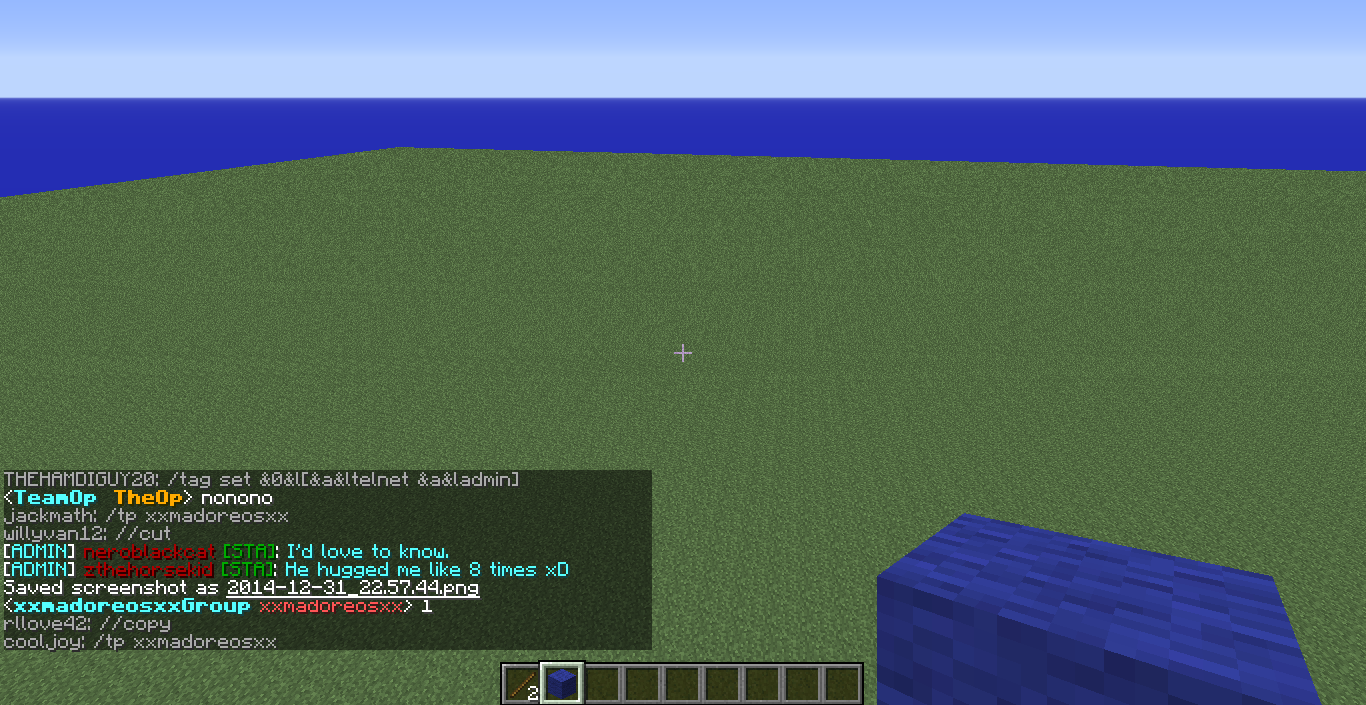 THEHAMDIGUY20: /tag set &0&l[&a&ltelnet &a&ladmin]
<TeamOp TheOp> nonono
jackmath: /tp xxmadoreosxx
willyvan12: //cut
[ADMIN] neroblackcat [STA]: I'd love to know.
[ADMIN] zthehorsekid [STA]: He hugged me like 8 times xD
Saved screenshot as 2014-12-31_22.57.44.png
<xxmadoreosxxGroup xxmadoreosxx> l
rllove42: //copy
cooljoy: /tp xxmadoreosxx
2